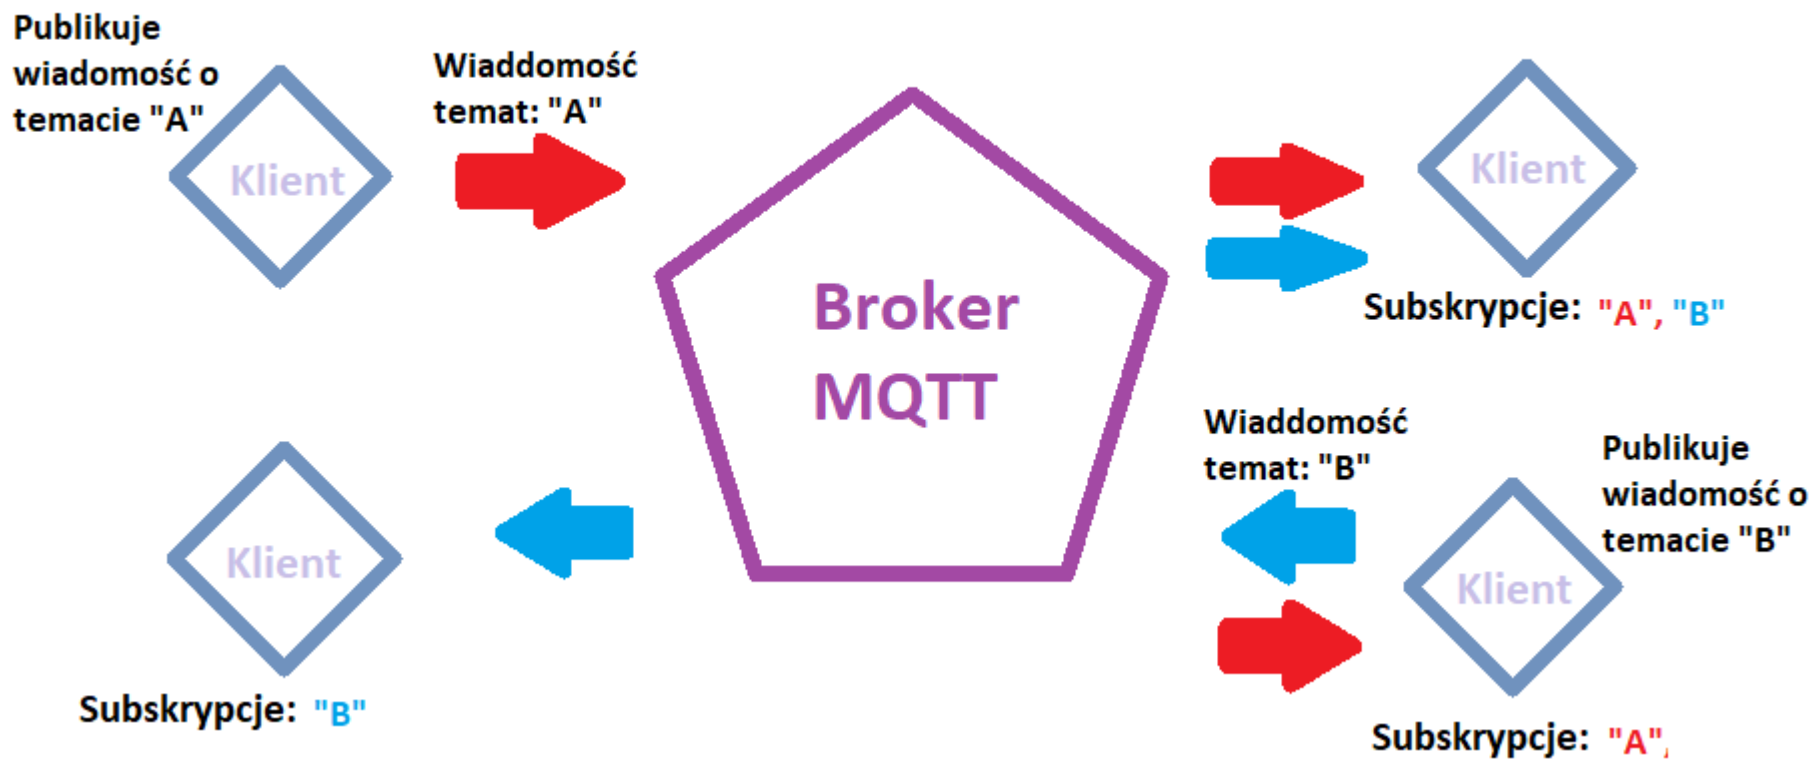 Publikuje
wiadomość o
temacie "A"
Klient
Wiaddomość
temat: "A"
Broker
MQTT
Klient
Subskrypcje: "A", "B"
Klient
Subskrypcje: "B"
Wiaddomość
temat: "B"
Publikuje
wiadomość o
temacie "B"
Klient
Subskrypcje: "A",